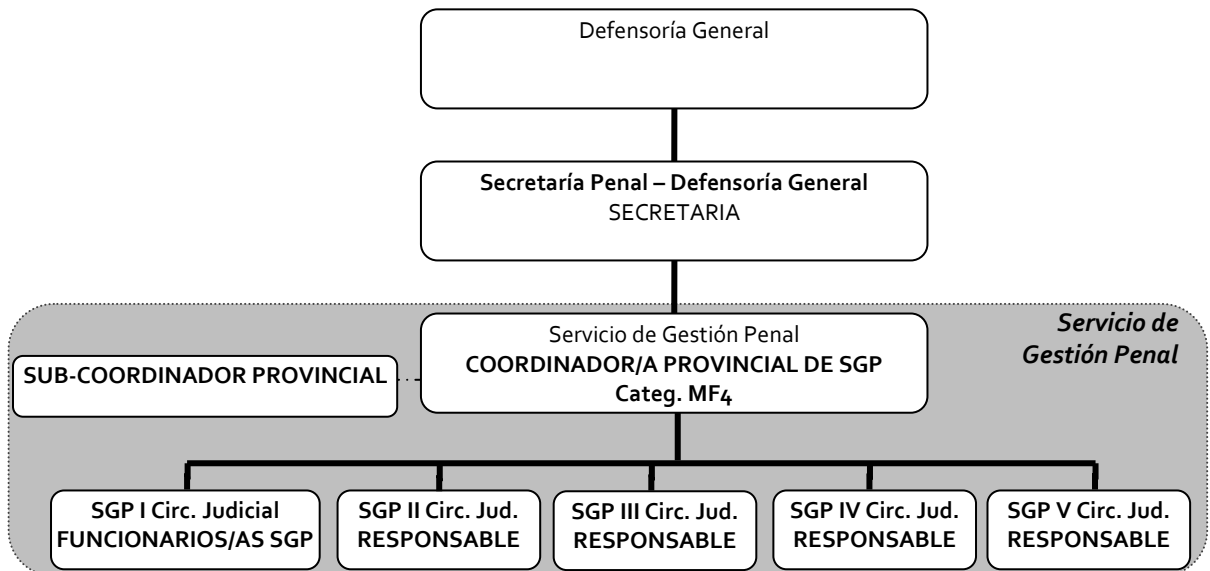 Defensoría General
Secretaría Penal – Defensoría General
SECRETARIA
Servicio de
Gestión Penal
Servicio de Gestión Penal
COORDINADOR/A PROVINCIAL DE SGP
Categ. MF4
SUB-COORDINADOR PROVINCIAL
SGP I Circ. Judicial
FUNCIONARIOS/AS SGP
SGP II Circ. Jud.
RESPONSABLE
SGP III Circ. Jud.
RESPONSABLE
SGP IV Circ. Jud.
RESPONSABLE
SGP V Circ. Jud.
RESPONSABLE